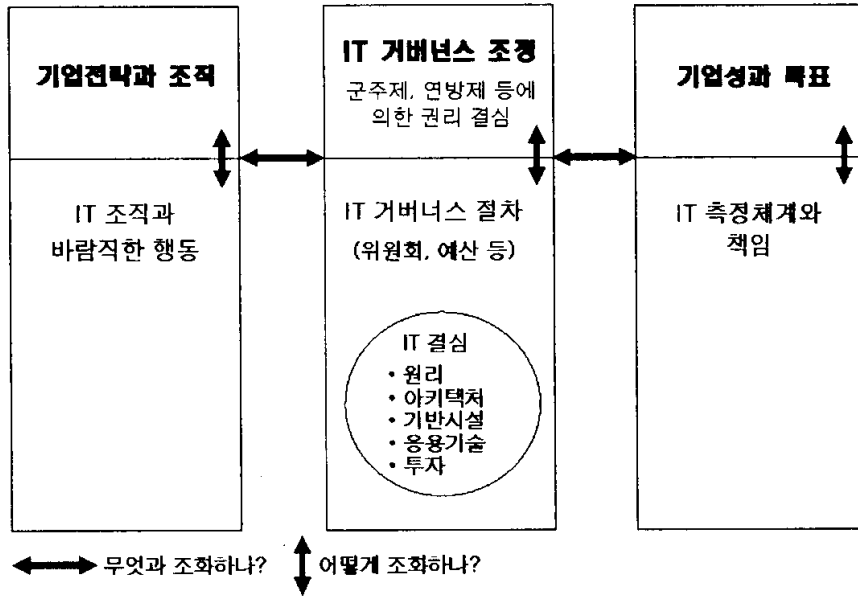 기업전략과 조직
IT 조직과
바람직한 행동
IT 거버넌스 조정
군주제, 연방제 등에
의한 권리 결심
IT 거버너스 절차
(위원회, 예산 등)
IT 결심
• 원리
• 아키텍처
• 기반시설
• 응용기술
• 투자
기업성과 목표
IT 측정체계와
책임
무엇과 조화하나?
어떻게 조화하나?